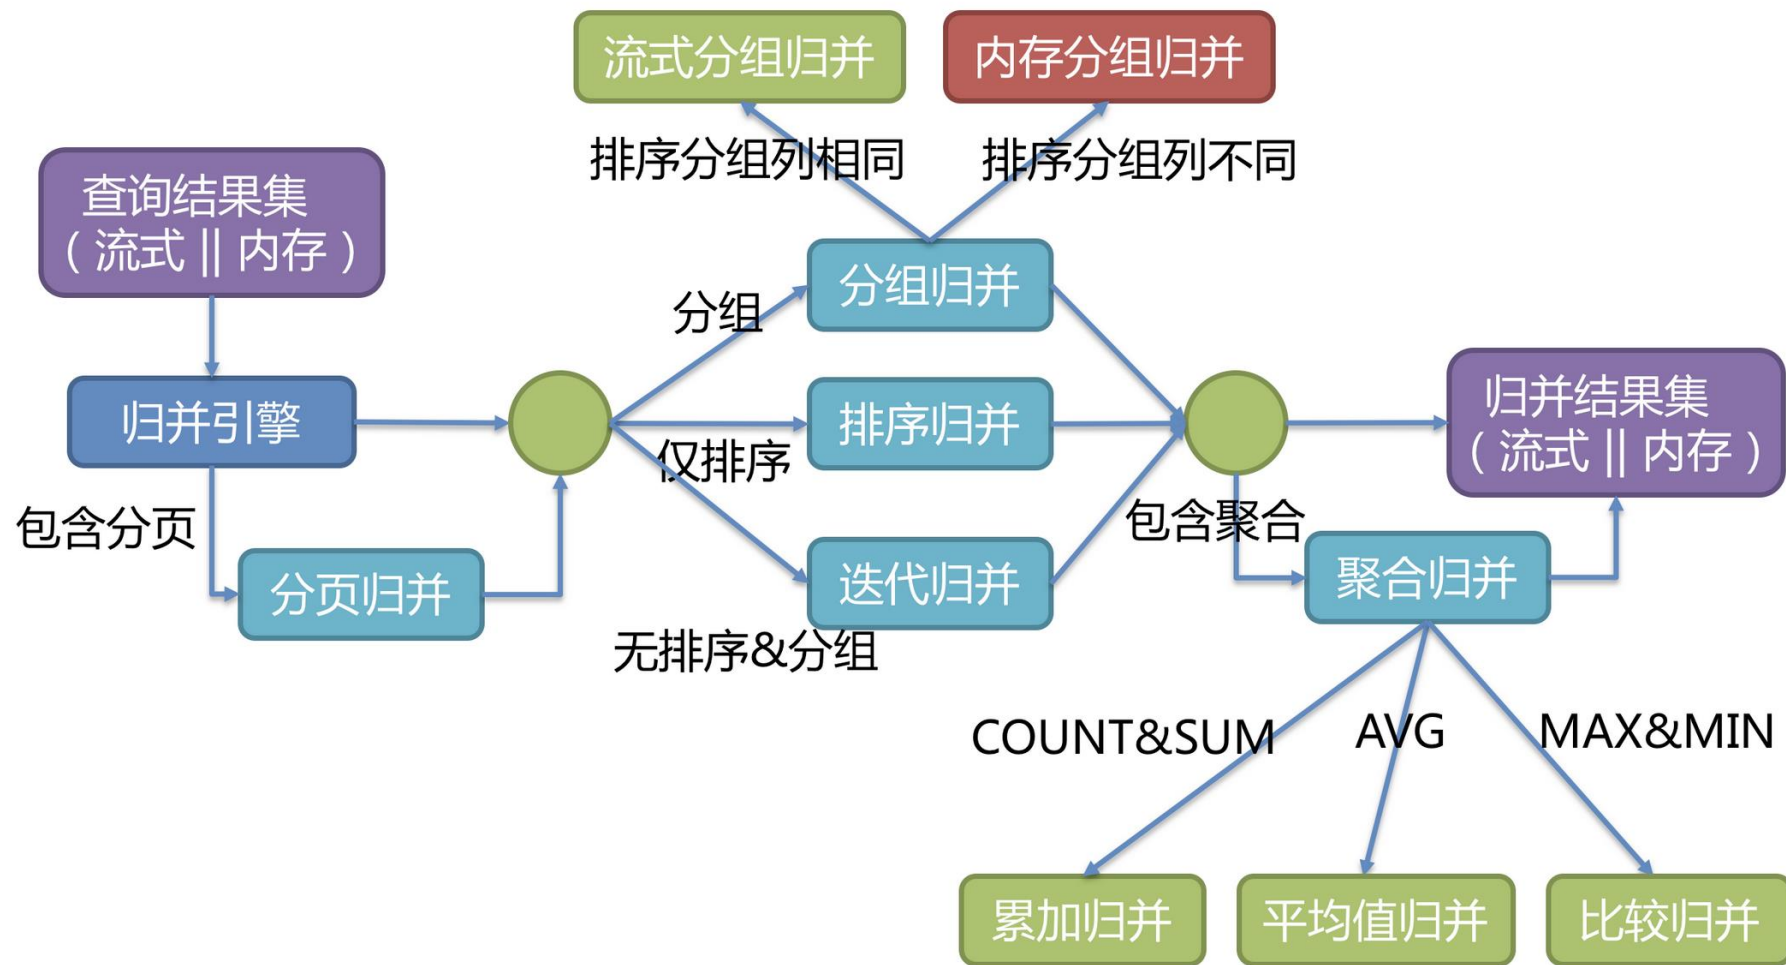 流式分组归并
内存分组归并
排序分组列相同
排序分组列不同
查询结果集
（流式 || 内存）
分组归并
分组
归并引擎
排序归并
仅排序
归并结果集
（流式 || 内存）
包含分页
包含聚合
分页归并
迭代归并
聚合归并
无排序&分组
COUNT&SUM
AVG
MAX&MIN
累加归并
平均值归并
比较归并